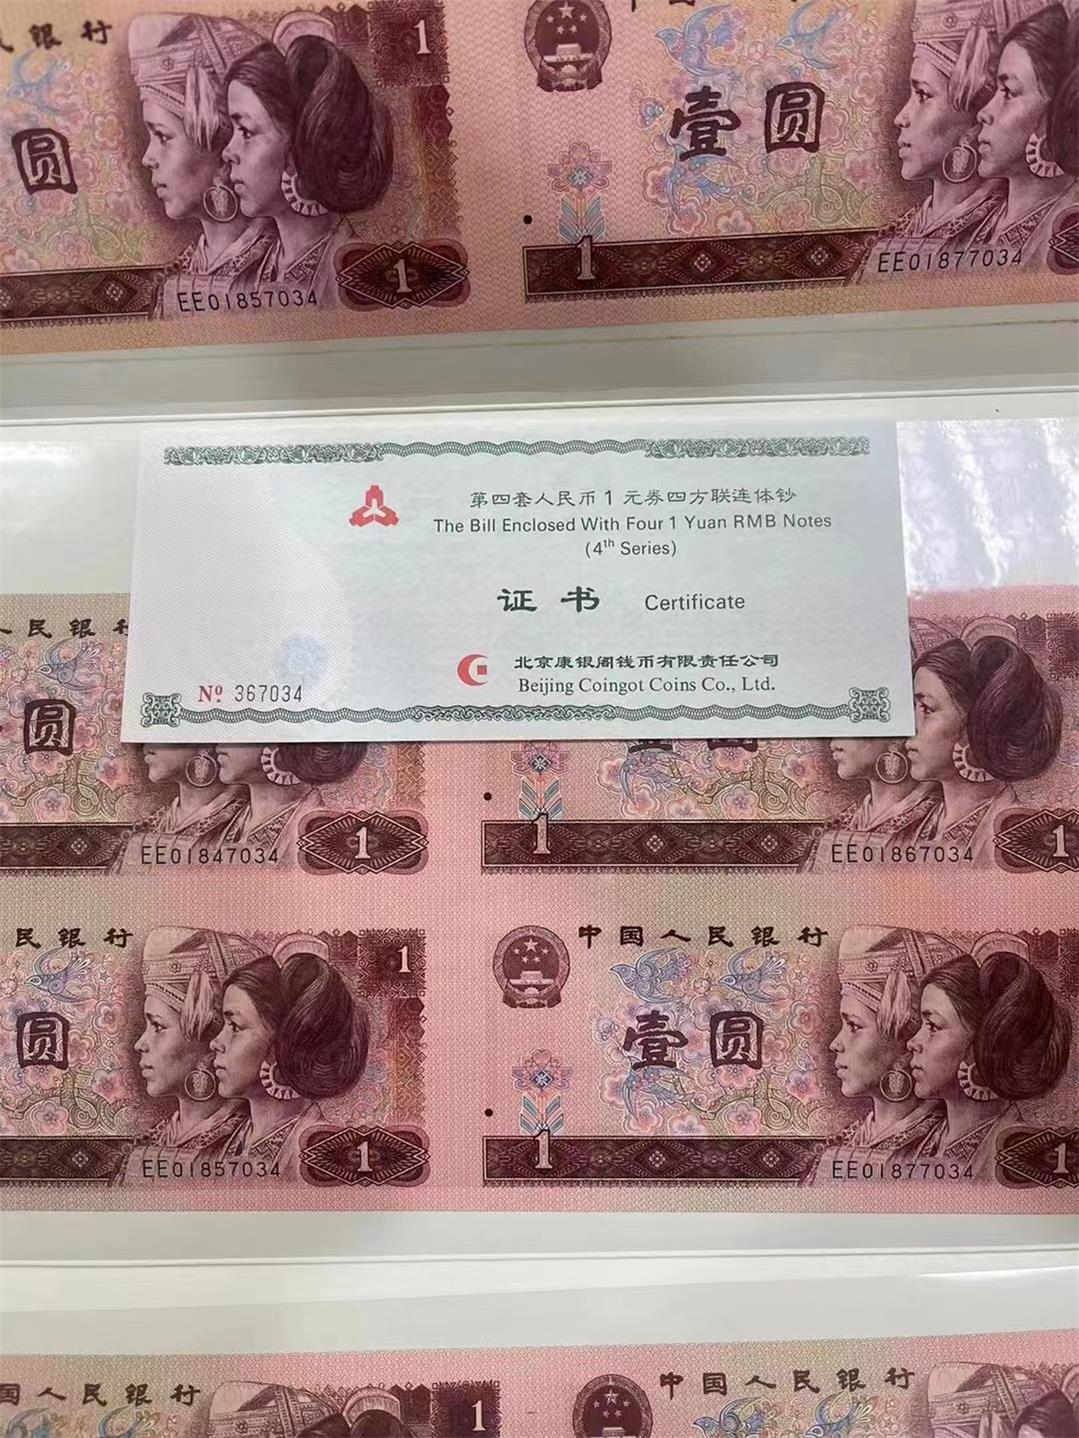 民银行
1
中国
圆
壹圆
1
EE01857034
1
EE01877034
第四套人民币1元券四方联连体钞
The Bill Enclosed With Four 1 Yuan RMB Notes
(4th Series)
证书 Certificate
北京康银阁钱币有限责任公司
Beijing Coingot Coins Co., Ltd.
Nº 367034
人民银行
圆
EE01847034
1
1
EE01867034
1
民银行
1
中国人民银行
圆
壹圆
EE01857034
1
1
EE01877034
1
国人民银行
1
中国人民银行